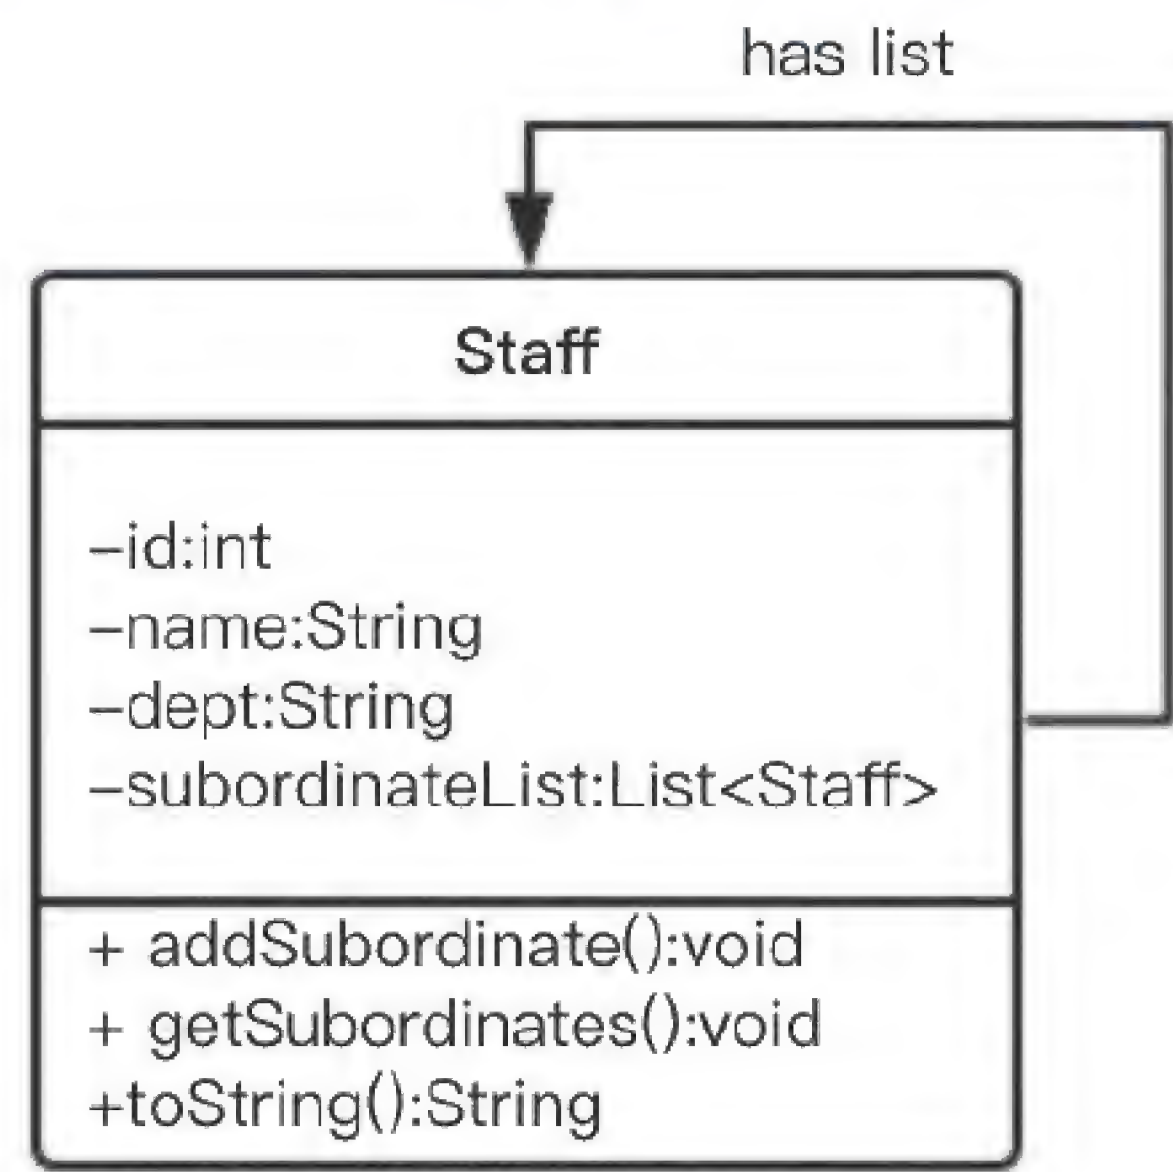 has list
Staff
–id:int
–name:String
–dept:String
–subordinateList:List<Staff>
+ addSubordinate():void
+ getSubordinates():void
+toString():String